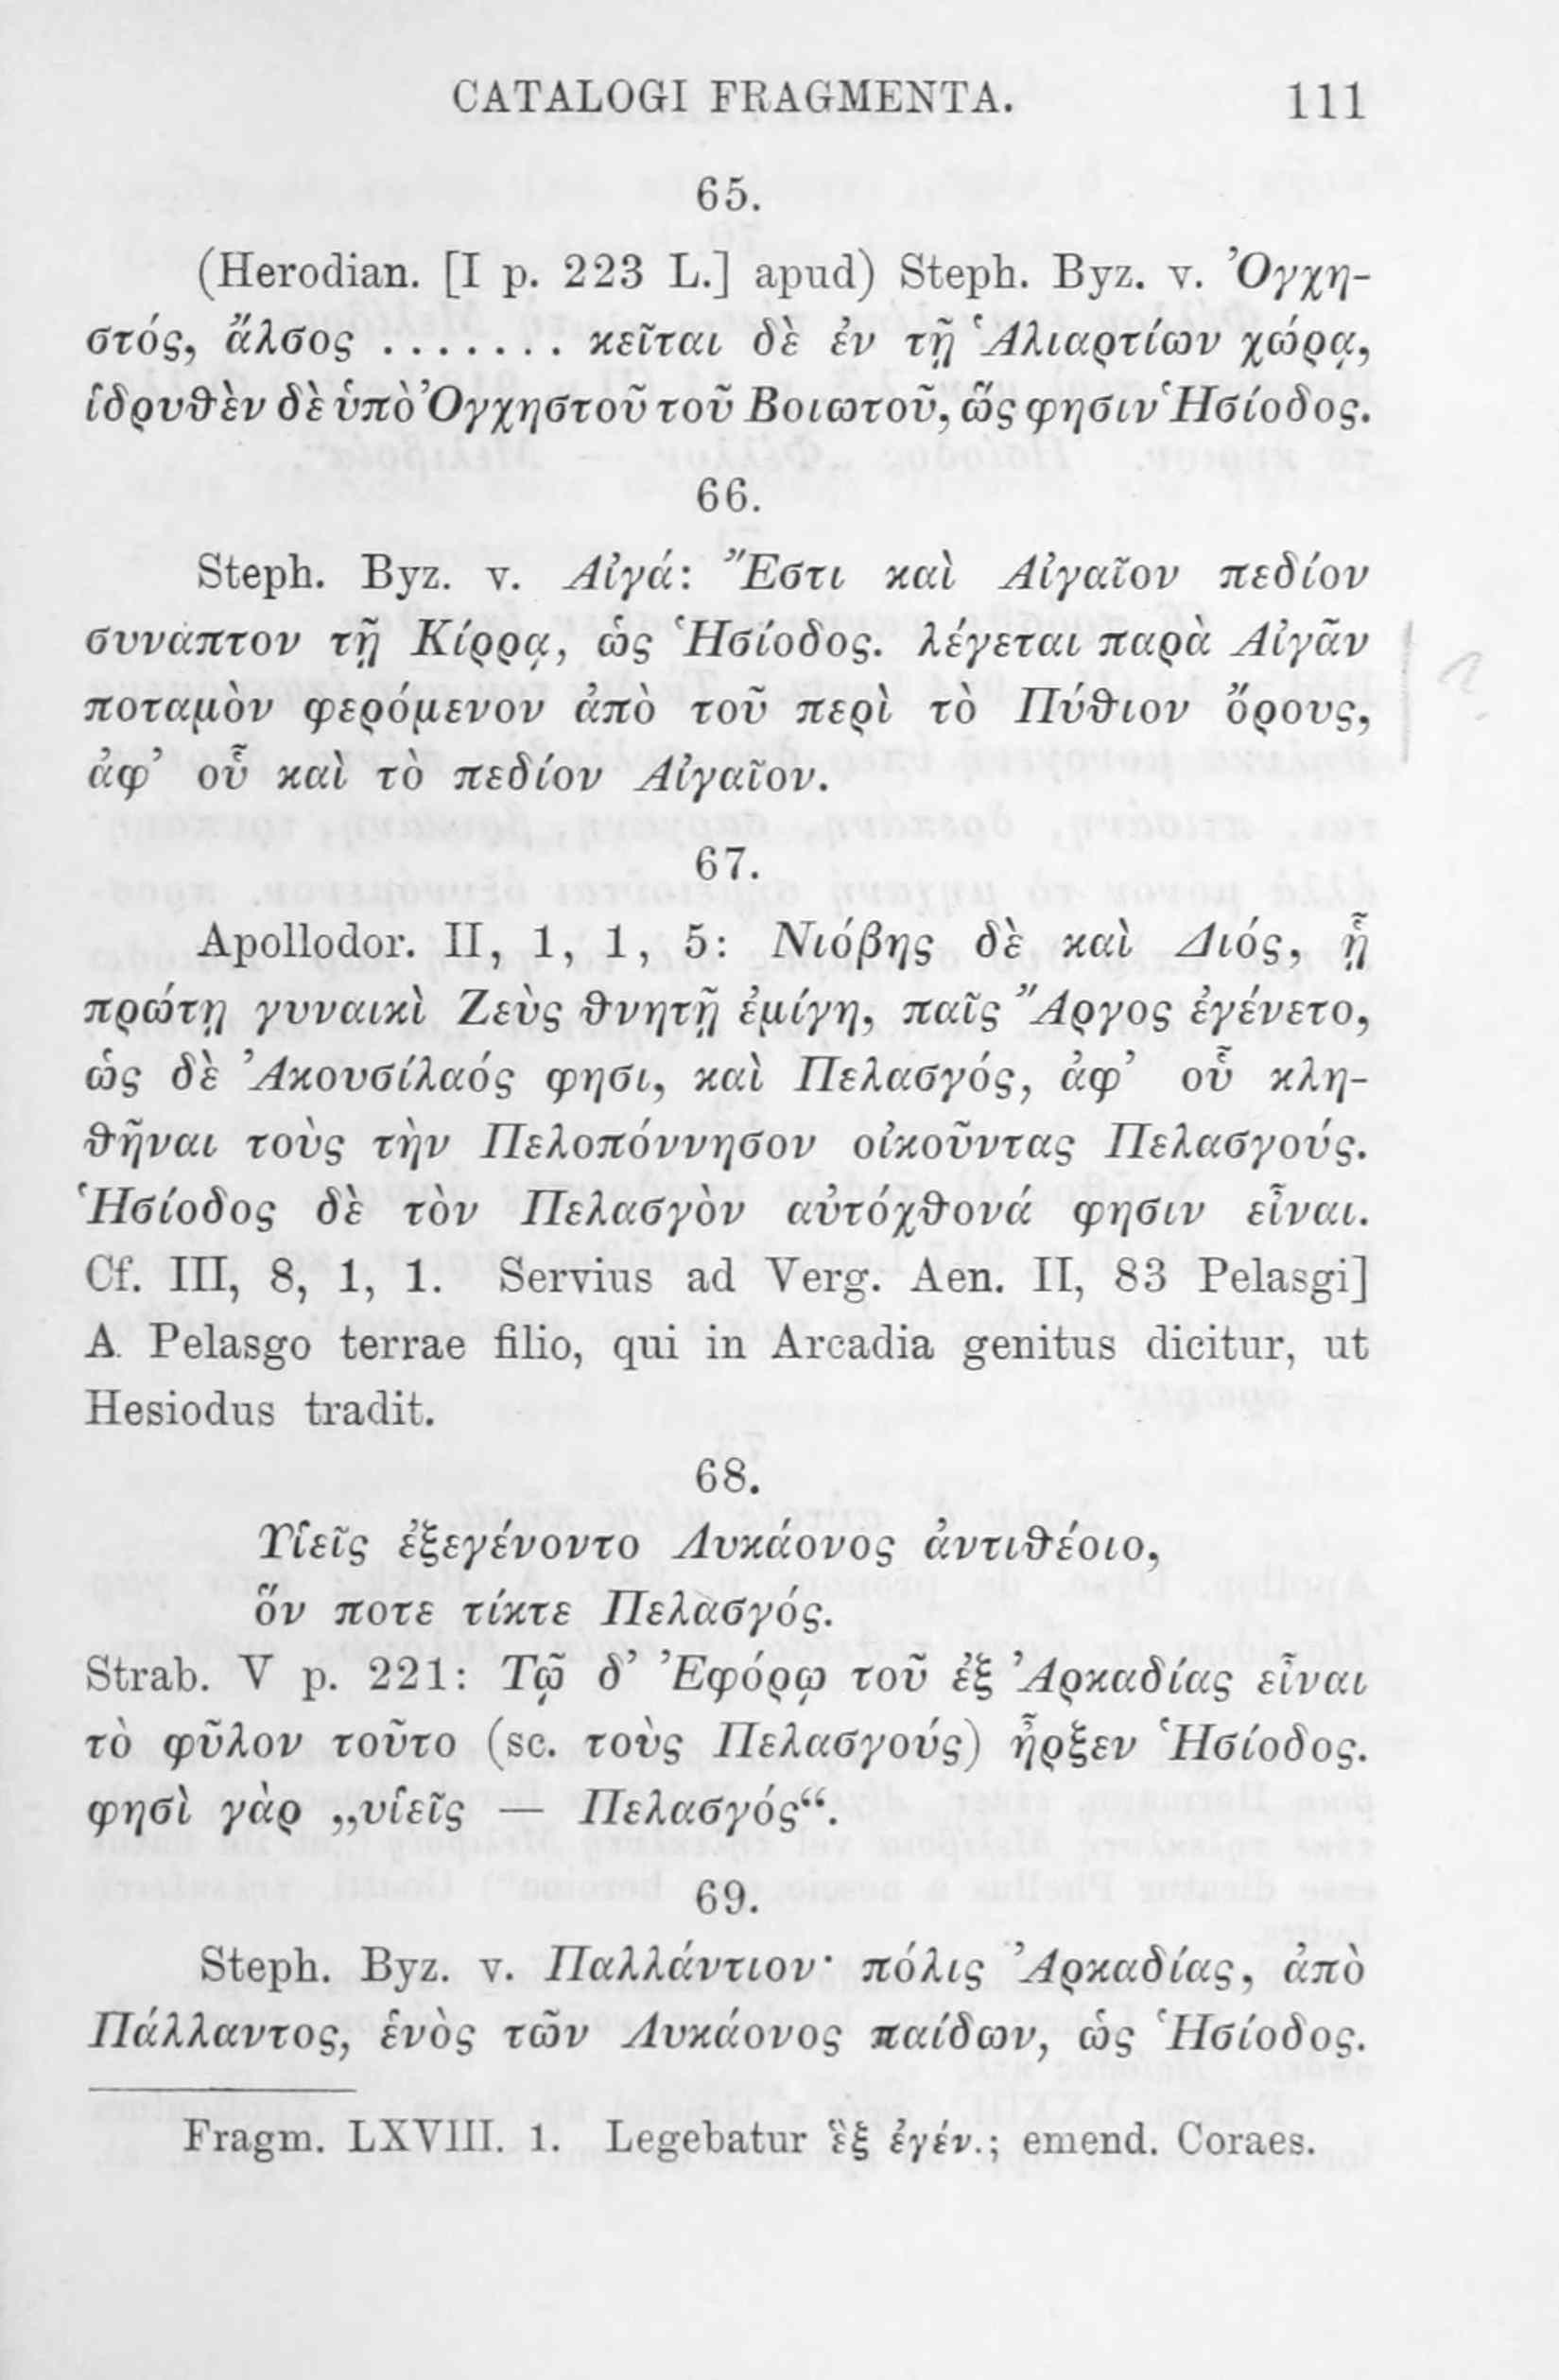 CATALOGI FRAGMENTA. 111
65.
(Herodian. [I p. 223 L.] apud) Steph. Byz. v. Ὀγχη-
στός, ἄλσος ....... κεῖται δὲ ἐν τῇ Ἁλιαρτίων χώρᾳ,
ἱδρυθὲν δὲ ὑπὸ Ὀγχηστοῦ τοῦ Βοιωτοῦ, ὥς φησιν Ἡσίοδος.
66.
Steph. Byz. v. Αἰγά: Ἔστι καὶ Αἰγαῖον πεδίον
συνάπτον τῇ Κίρρᾳ, ὡς Ἡσίοδος. λέγεται παρὰ Αἰγᾶν
ποταμὸν φερόμενον ἀπὸ τοῦ περὶ τὸ Πύθιον ὄρους,
ἀφ’ οὗ καὶ τὸ πεδίον Αἰγαῖον.
67.
Apollodor. II, 1, 1, 5: Νιόβης δὲ καὶ Διός, ᾗ
πρώτῃ γυναικὶ Ζεὺς θνητῇ ἐμίγη, παῖς Ἄργος ἐγένετο,
ὡς δὲ Ἀκουσίλαός φησι, καὶ Πελασγός, ἀφ’ οὗ κλη-
θῆναι τοὺς τὴν Πελοπόννησον οἰκοῦντας Πελασγούς.
Ἡσίοδος δὲ τὸν Πελασγὸν αὐτόχθονά φησιν εἶναι.
Cf. III, 8, 1, 1. Servius ad Verg. Aen. II, 83 Pelasgi]
A Pelasgo terrae filio, qui in Arcadia genitus dicitur, ut
Hesiodus tradit.
68.
Υἱεῖς ἐξεγένοντο Λυκάονος ἀντιθέοιο,
ὅν ποτε τίκτε Πελασγός.
Strab. V p. 221: Τῷ δ’ Ἐφόρῳ τοῦ ἐξ Ἀρκαδίας εἶναι
τὸ φῦλον τοῦτο (sc. τοὺς Πελασγούς) ἦρξεν Ἡσίοδος.
φησὶ γὰρ „υἱεῖς — Πελασγός“.
69.
Steph. Byz. v. Παλλάντιον· πόλις Ἀρκαδίας, ἀπὸ
Πάλλαντος, ἑνὸς τῶν Λυκάονος παίδων, ὡς Ἡσίοδος.
Fragm. LXVIII. 1. Legebatur ἓξ ἐγέν.; emend. Coraes.